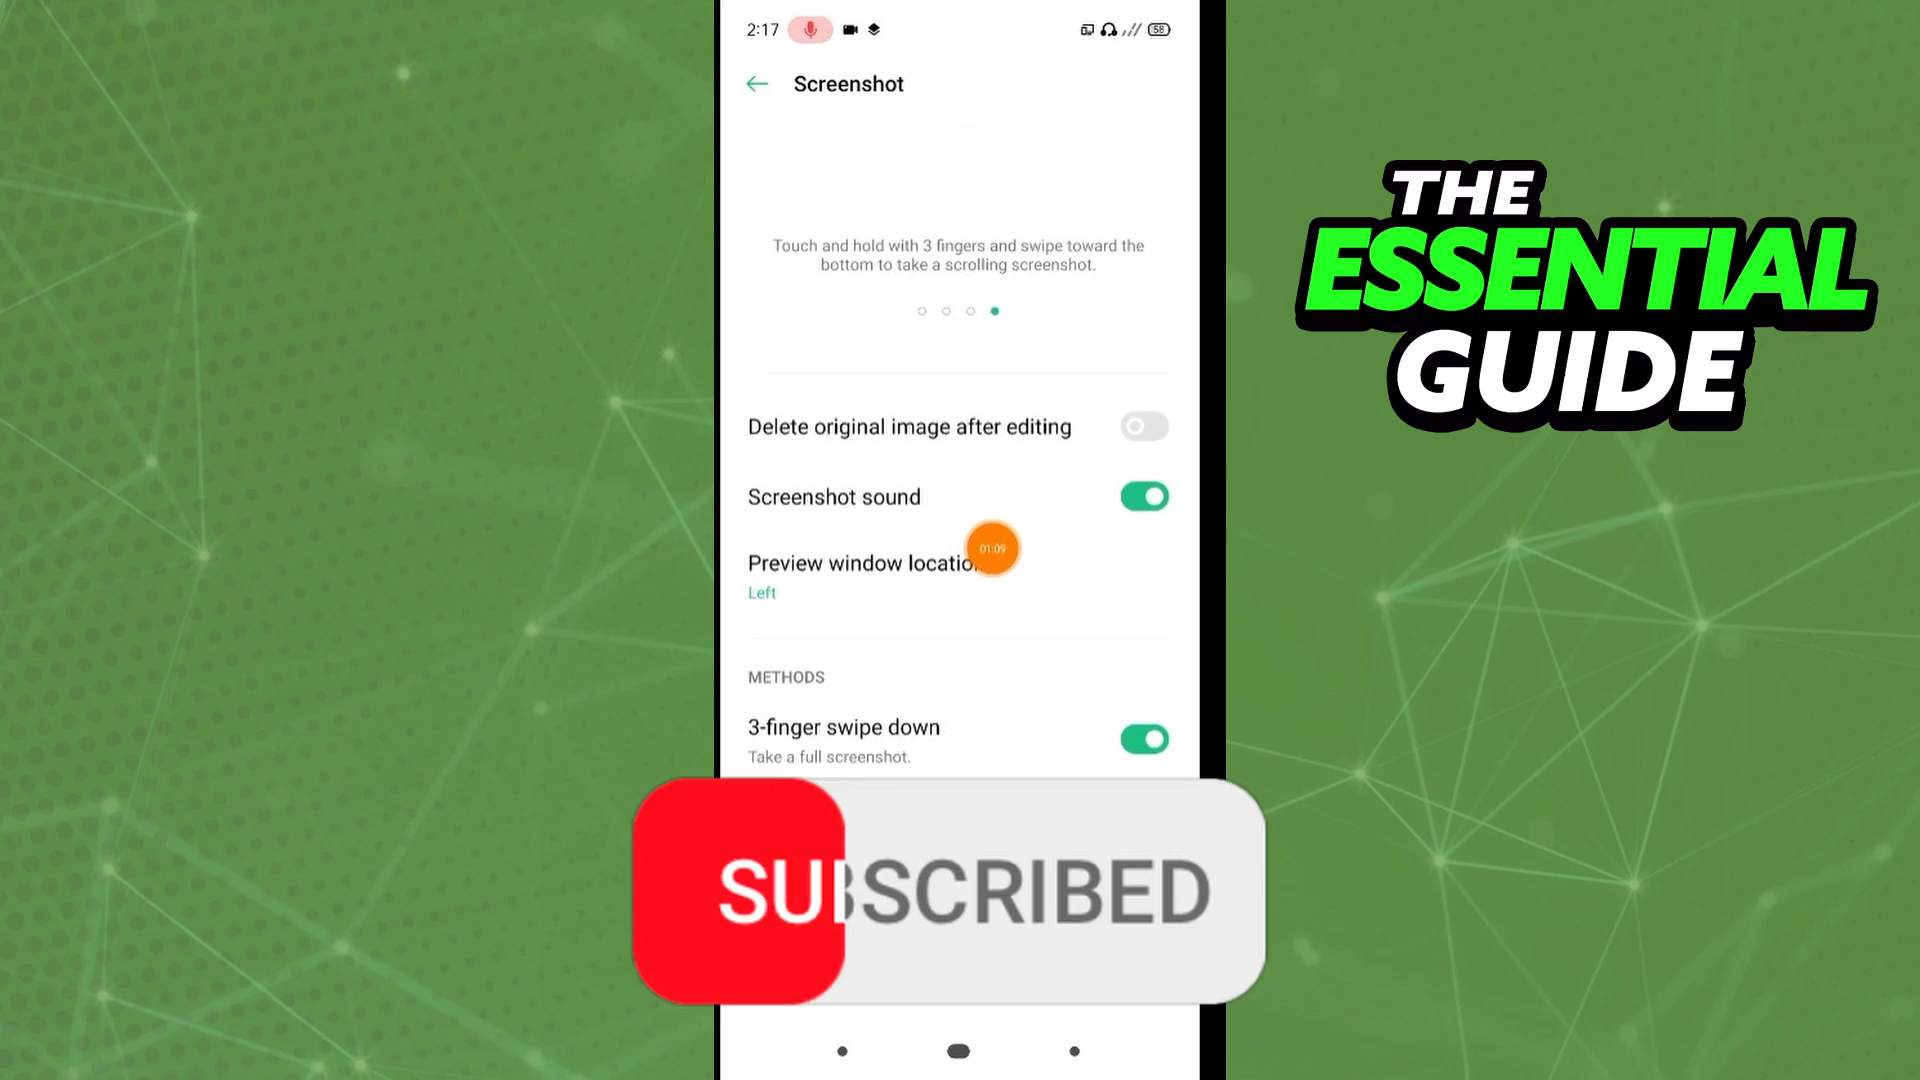 2:17
58
Screenshot
Touch and hold with 3 fingers and swipe toward the
bottom to take a scrolling screenshot.
Delete original image after editing
Screenshot sound
01:09
Preview window locatio
Left
METHODS
3-finger swipe down
Take a full screenshot.
SUBSCRIBED
THE
ESSENTIAL
GUIDE